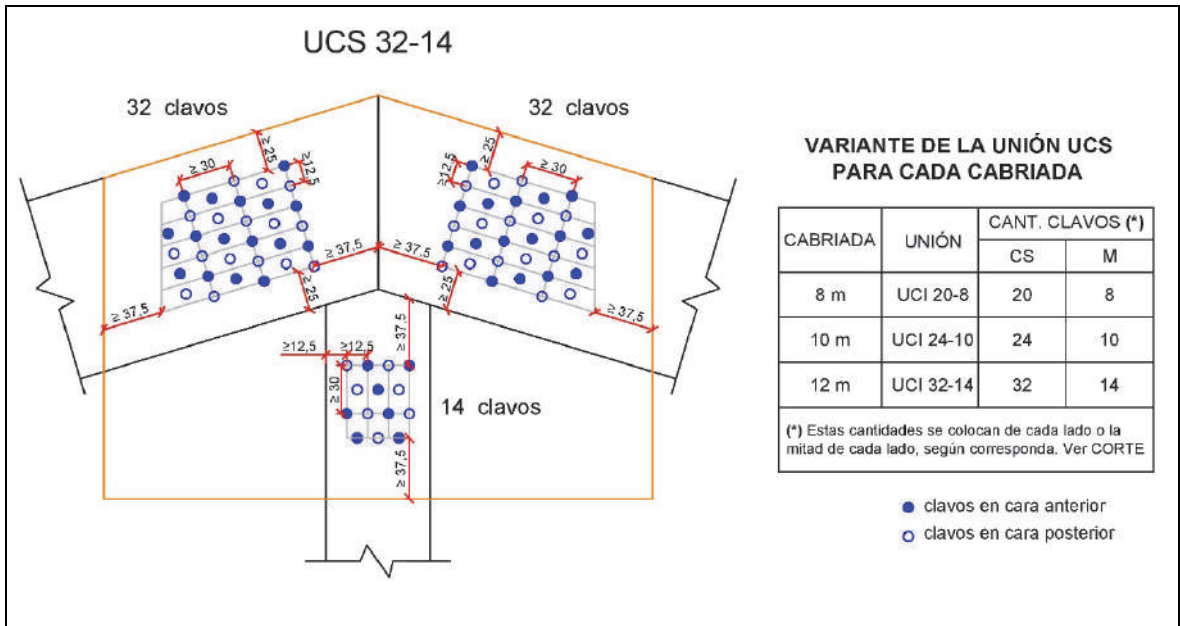 UCS 32-14
32 clavos
32 clavos
≥ 30
≥ 25
≥12,5
≥ 37,5
≥ 25
≥ 37,5
≥12,5
≥ 25
≥ 30
≥ 37,5
≥ 25
≥ 37,5
≥12,5
≥12,5
≥ 37,5
≥ 30
14 clavos
≥ 37,5
VARIANTE DE LA UNIÓN UCS
PARA CADA CABRIADA
CABRIADA UNIÓN CANT. CLAVOS (*)
CS M
8 m UCI 20-8 20 8
10 m UCI 24-10 24 10
12 m UCI 32-14 32 14
(*) Estas cantidades se colocan de cada lado o la
mitad de cada lado, según corresponda. Ver CORTE
clavos en cara anterior
clavos en cara posterior